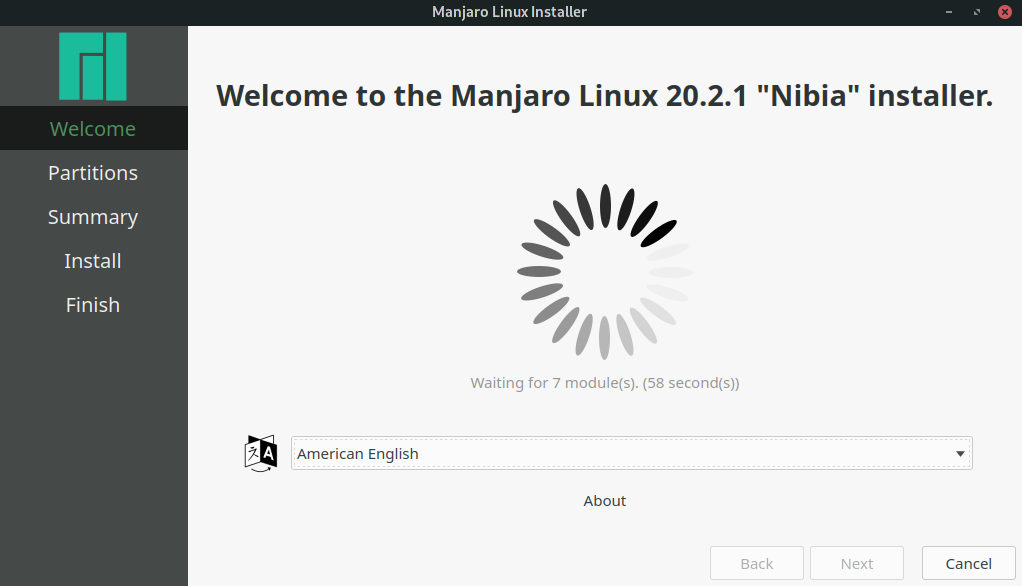 Manjaro Linux Installer
Welcome
Partitions
Summary
Install
Finish
Welcome to the Manjaro Linux 20.2.1 "Nibia" installer.
Waiting for 7 module(s). (58 second(s))
A
American English
About
Back
Next
Cancel